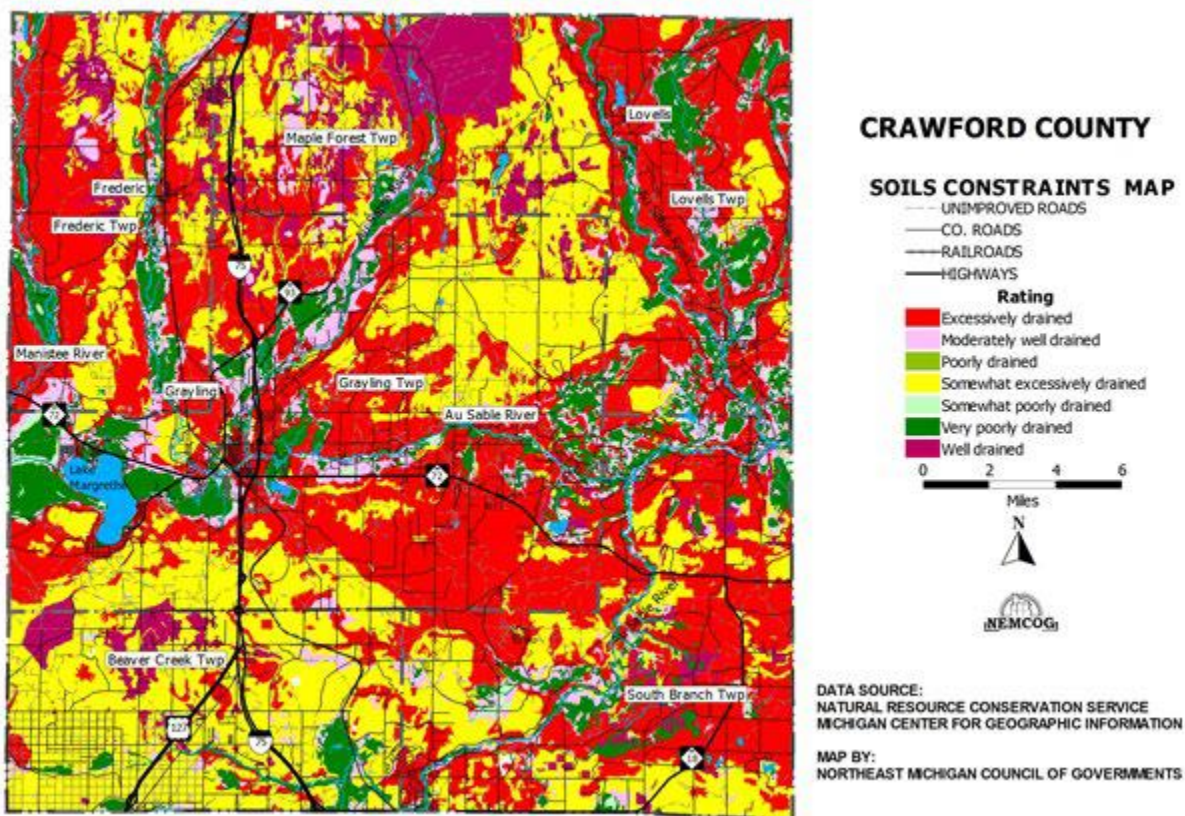 CRAWFORD COUNTY
SOILS CONSTRAINTS MAP
UNIMPROVED ROADS
CO. ROADS
RAILROADS
HIGHWAYS
Rating
Excessively drained
Moderately well drained
Poorly drained
Somewhat excessively drained
Somewhat poorly drained
Very poorly drained
Well drained
0 2 4 6
Miles
N
NEMCOG
DATA SOURCE:
NATURAL RESOURCE CONSERVATION SERVICE
MICHIGAN CENTER FOR GEOGRAPHIC INFORMATION
MAP BY:
NORTHEAST MICHIGAN COUNCIL OF GOVERNMENTS
Lovells
Maple Forest Twp
Frederic
Lovells Twp
Frederic Twp
75
93
Manistee River
Grayling Twp
Grayling
72
Au Sable River
Lake
Margrethe
72
River
Beaver Creek Twp
South Branch Twp
127
75
18